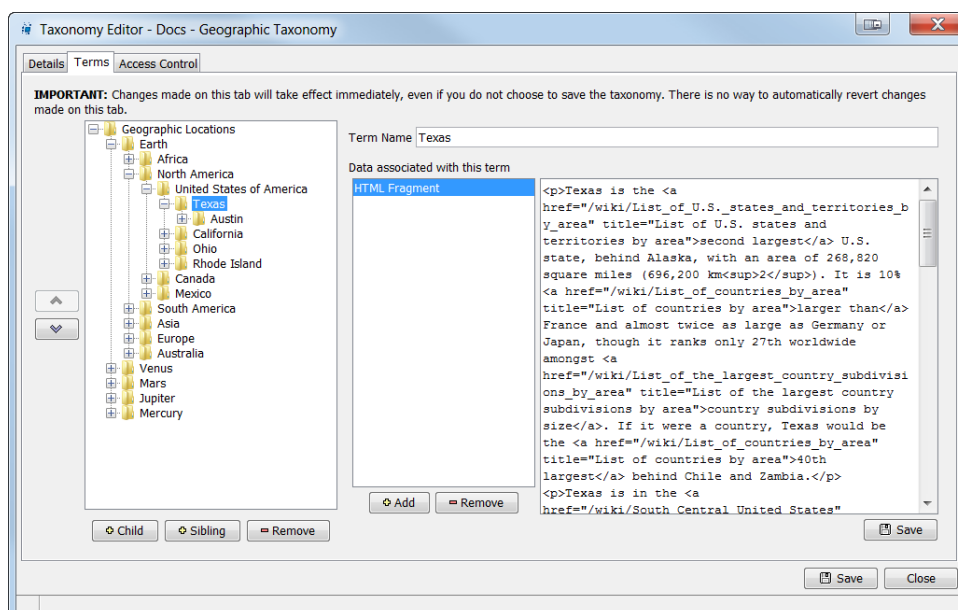 Taxonomy Editor - Docs - Geographic Taxonomy
Details Terms Access Control
IMPORTANT: Changes made on this tab will take effect immediately, even if you do not choose to save the taxonomy. There is no way to automatically revert changes
made on this tab.
Geographic Locations
Earth
Africa
North America
United States of America
Texas
Austin
California
Ohio
Rhode Island
Canada
Mexico
South America
Asia
Europe
Australia
Venus
Mars
Jupiter
Mercury
Child Sibling Remove
Term Name Texas
Data associated with this term
HTML Fragment
Add Remove
<p>Texas is the <a
href="/wiki/List_of_U.S._states_and_territories_b
y_area" title="List of U.S. states and
territories by area">second largest</a> U.S.
state, behind Alaska, with an area of 268,820
square miles (696,200 km<sup>2</sup>). It is 10%
<a href="/wiki/List_of_countries_by_area"
title="List of countries by area">larger than</a>
France and almost twice as large as Germany or
Japan, though it ranks only 27th worldwide
amongst <a
href="/wiki/List_of_the_largest_country_subdivisi
ons_by_area" title="List of the largest country
subdivisions by area">country subdivisions by
size</a>. If it were a country, Texas would be
the <a href="/wiki/List_of_countries_by_area"
title="List of countries by area">40th
largest</a> behind Chile and Zambia.</p>
<p>Texas is in the <a
href="/wiki/South_Central_United_States"
Save
Save Close